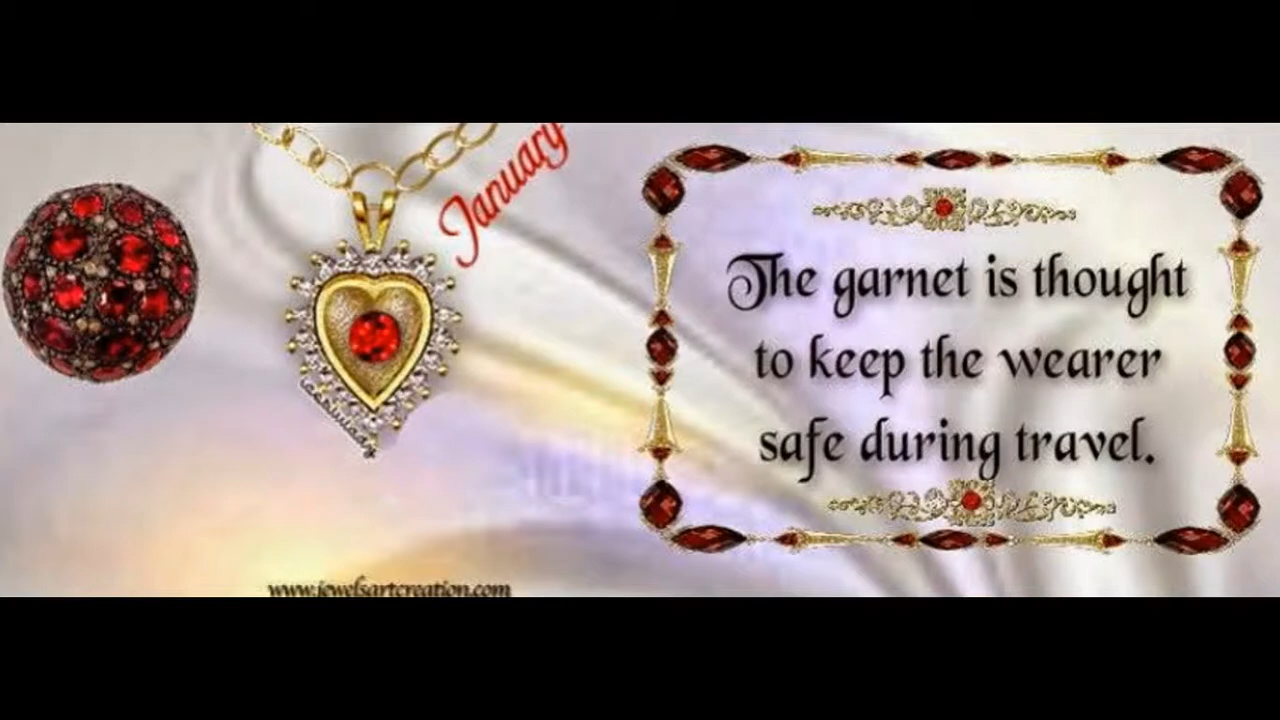 January
The garnet is thought
to keep the wearer
safe during travel.
www.jewelsartcreation.com